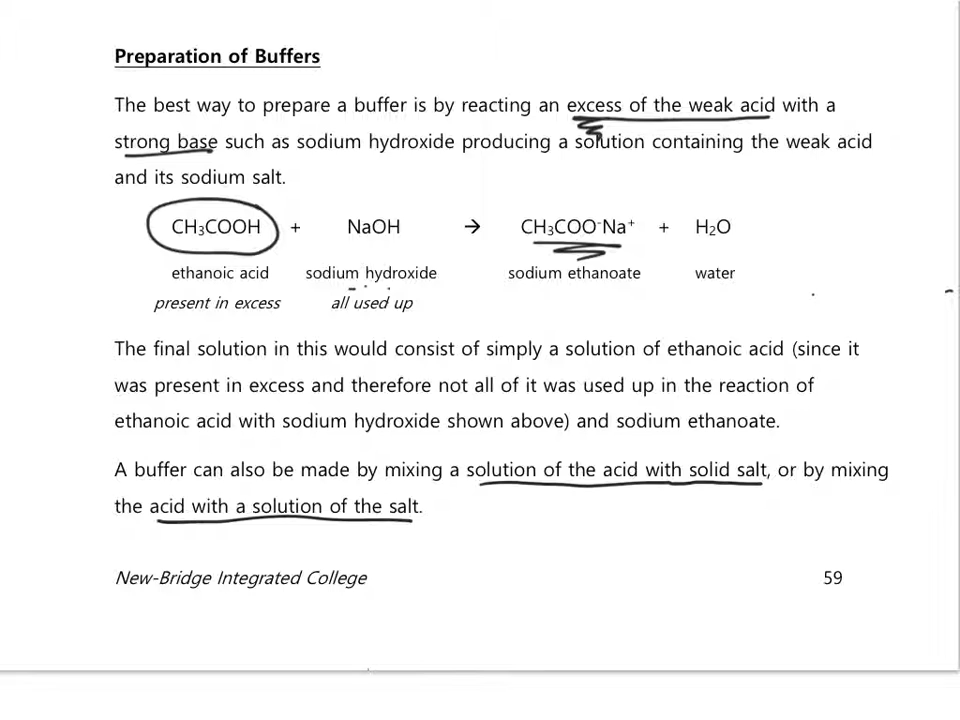 Preparation of Buffers
The best way to prepare a buffer is by reacting an excess of the weak acid with a
strong base such as sodium hydroxide producing a solution containing the weak acid
and its sodium salt.
CH₃COOH + NaOH → CH₃COO⁻Na⁺ + H₂O
ethanoic acid sodium hydroxide sodium ethanoate water
present in excess all used up
The final solution in this would consist of simply a solution of ethanoic acid (since it
was present in excess and therefore not all of it was used up in the reaction of
ethanoic acid with sodium hydroxide shown above) and sodium ethanoate.
A buffer can also be made by mixing a solution of the acid with solid salt, or by mixing
the acid with a solution of the salt.
New-Bridge Integrated College 59